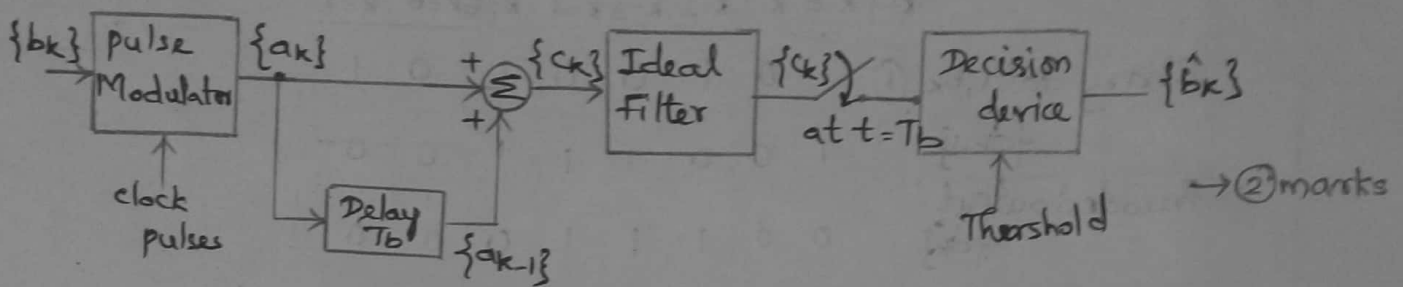 {bk} Pulse Modulator {ak}
+
+
Σ
{ck} Ideal Filter {ck}
at t = Tb
Decision device {b̂k}
clock pulses
Delay Tb
{ak-1}
Thearshold
→ ② marks